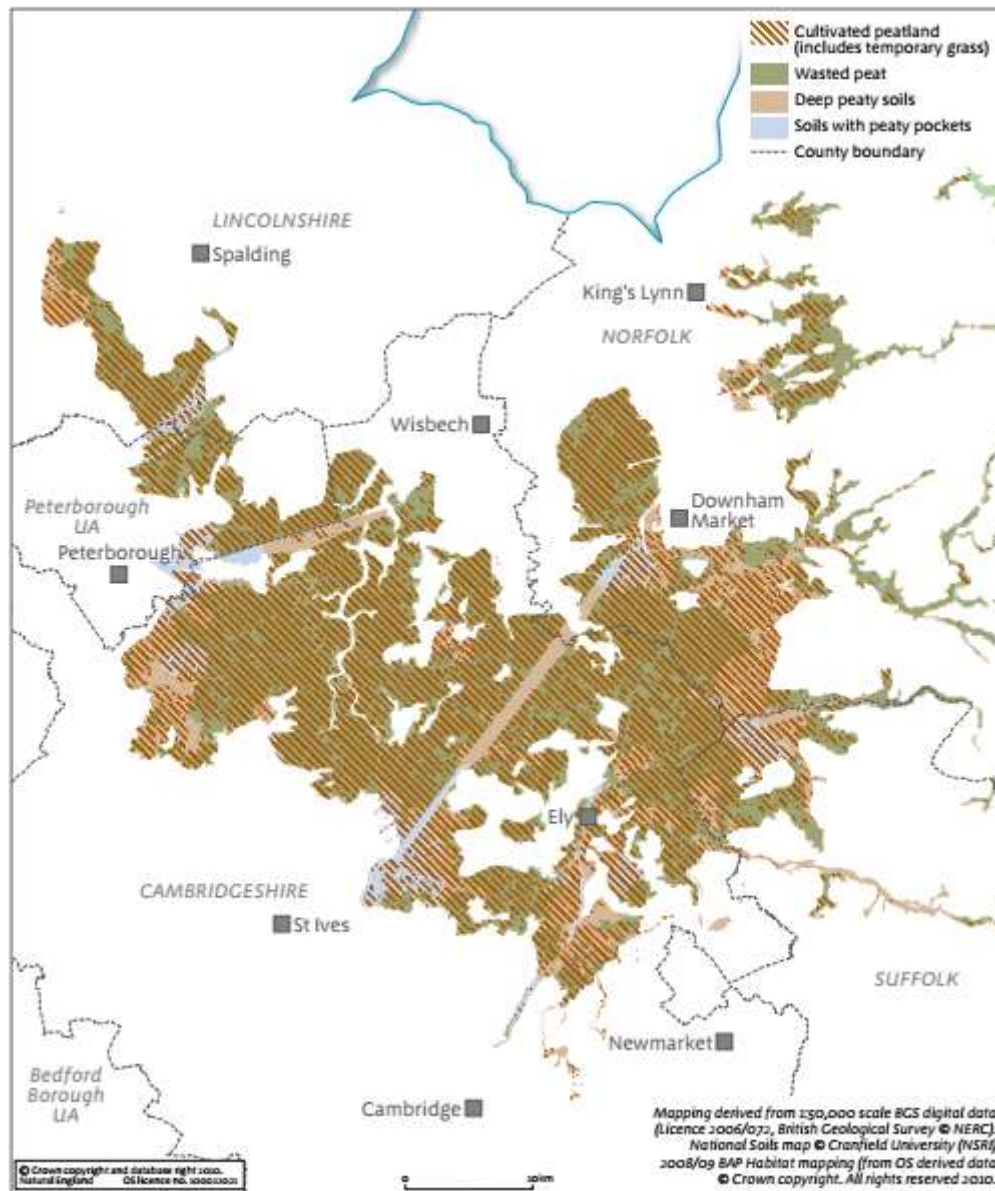 Cultivated peatland
(includes temporary grass)
Wasted peat
Deep peaty soils
Soils with peaty pockets
County boundary
LINCOLNSHIRE
Spalding
King's Lynn
NORFOLK
Wisbech
Downham
Market
Peterborough
UA
Peterborough
Ely
CAMBRIDGESHIRE
St Ives
SUFFOLK
Newmarket
Bedford
Borough
UA
Cambridge
Mapping derived from 1:50,000 scale BGS digital data
(Licence 2006/072, British Geological Survey © NERC).
National Soils map © Cranfield University (NSRI)
2008/09 BAP Habitat mapping (from OS derived data
© Crown copyright. All rights reserved 2010.
© Crown copyright and database right 2010.
Natural England OS licence no.
0 10km